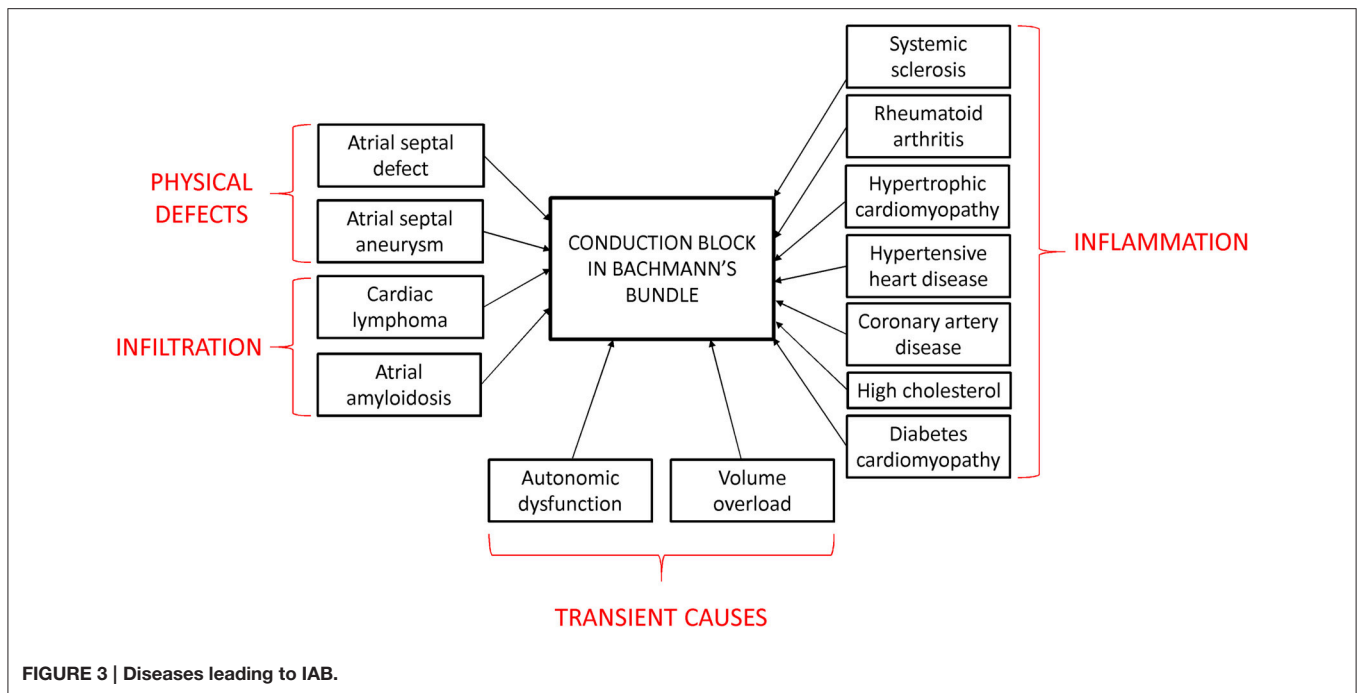 PHYSICAL
DEFECTS
Atrial septal
defect
Atrial septal
aneurysm
INFILTRATION
Cardiac
lymphoma
Atrial
amyloidosis
CONDUCTION BLOCK
IN BACHMANN’S
BUNDLE
Systemic
sclerosis
Rheumatoid
arthritis
Hypertrophic
cardiomyopathy
Hypertensive
heart disease
Coronary artery
disease
High cholesterol
Diabetes
cardiomyopathy
INFLAMMATION
Autonomic
dysfunction
Volume
overload
TRANSIENT CAUSES
FIGURE 3 | Diseases leading to IAB.